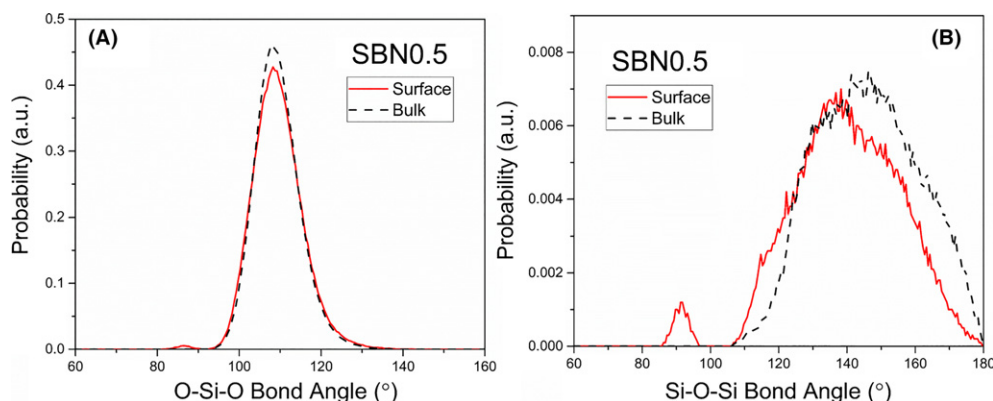 (A)
SBN0.5
Surface
Bulk
Probability (a.u.)
0.5
0.4
0.3
0.2
0.1
0.0
60 80 100 120 140 160
O-Si-O Bond Angle (°)
(B)
SBN0.5
Surface
Bulk
Probability (a.u.)
0.008
0.006
0.004
0.002
0.000
60 80 100 120 140 160 180
Si-O-Si Bond Angle (°)